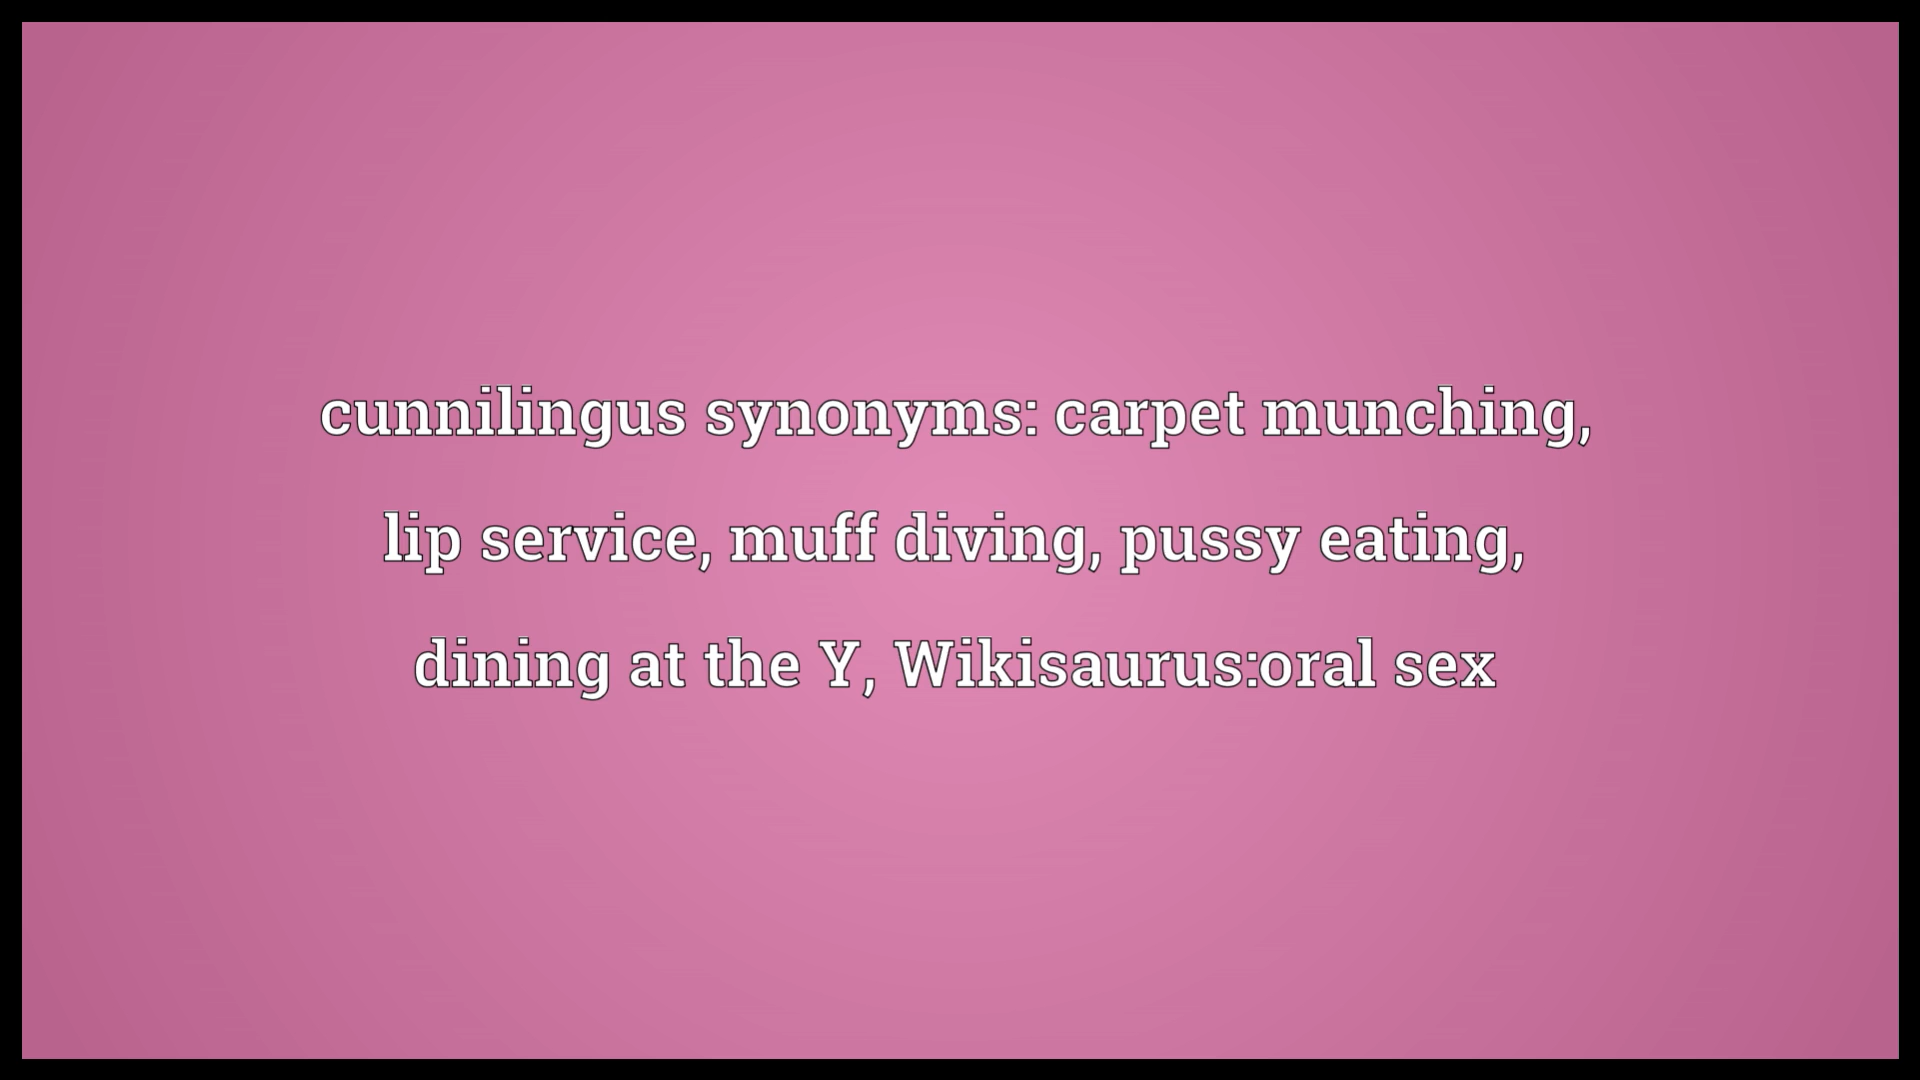 cunnilingus synonyms: carpet munching,
lip service, muff diving, pussy eating,
dining at the Y, Wikisaurus:oral sex